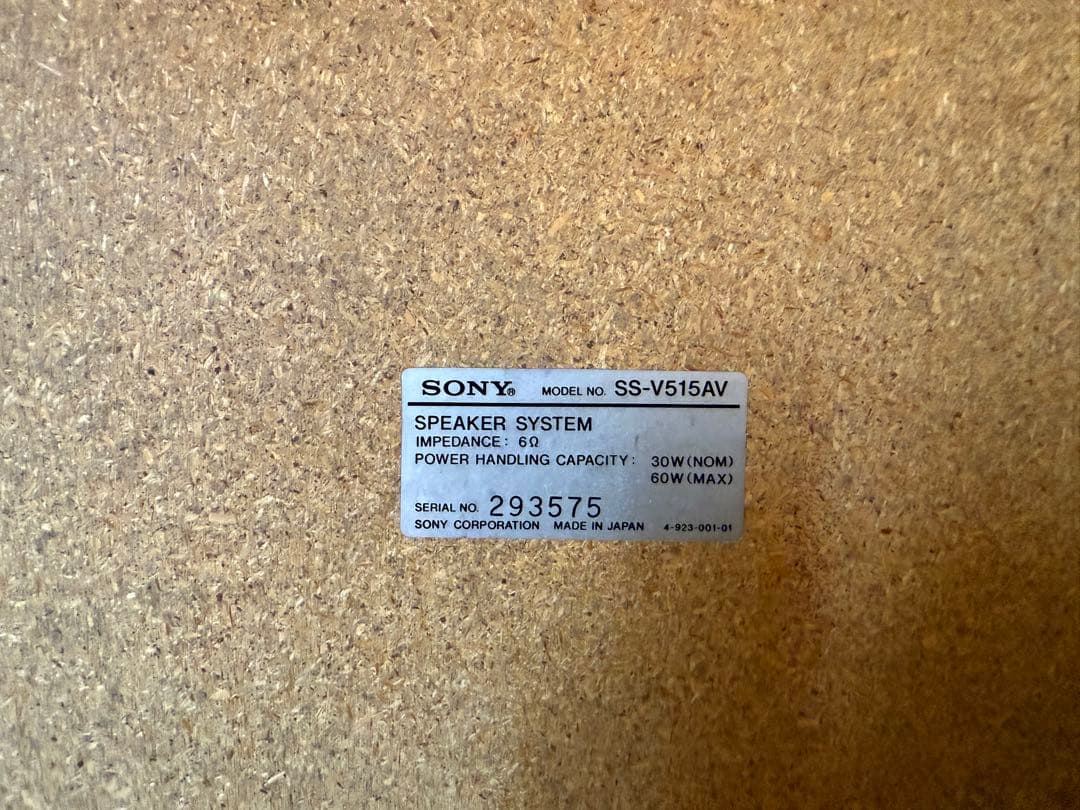 SONY® MODEL NO. SS-V515AV
SPEAKER SYSTEM
IMPEDANCE: 6Ω
POWER HANDLING CAPACITY: 30W(NOM)
60W(MAX)
SERIAL NO. 293575
SONY CORPORATION MADE IN JAPAN 4-923-001-01